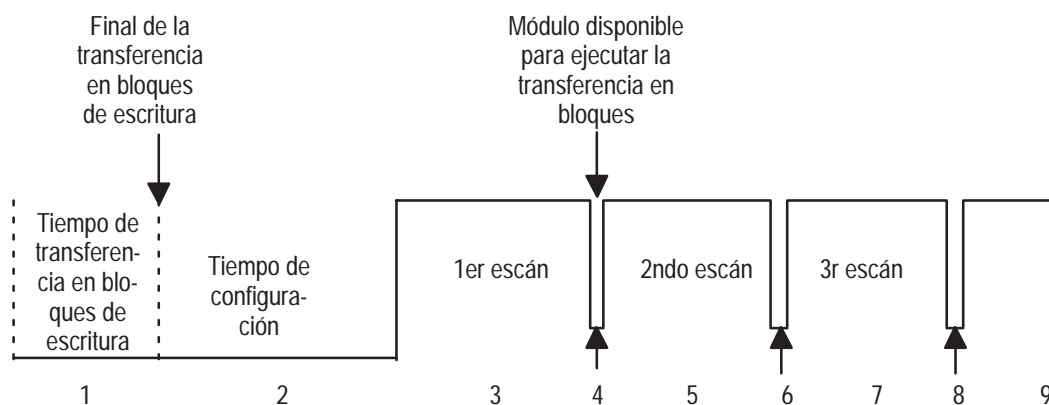 Final de la
transferencia
en bloques
de escritura
Módulo disponible
para ejecutar la
transferencia en
bloques
Tiempo de
transferen-
cia en blo-
ques de
escritura
Tiempo de
configura-
ción
1er escán
2ndo escán
3r escán
1 2 3 4 5 6 7 8 9